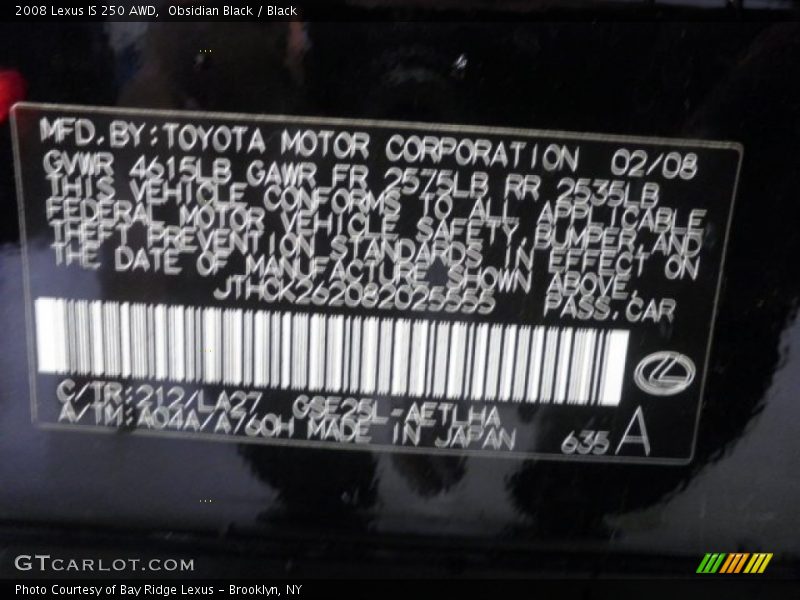 2008 Lexus IS 250 AWD,  Obsidian Black / Black
MFD.BY:TOYOTA MOTOR CORPORATION 02/08
GVWR 4615LB GAWR FR 2575LB RR 2535LB
THIS VEHICLE CONFORMS TO ALL APPLICABLE
FEDERAL MOTOR VEHICLE SAFETY,BUMPER,AND
THEFT PREVENTION STANDARDS IN EFFECT ON
THE DATE OF MANUFACTURE SHOWN ABOVE.
JTHCK262082025555 PASS.CAR
C/TR:212/LA27 GSE25L-AETLHA
A/TM:A04A/A760H MADE IN JAPAN 635 A
GTCARLOT.COM
Photo Courtesy of Bay Ridge Lexus – Brooklyn, NY